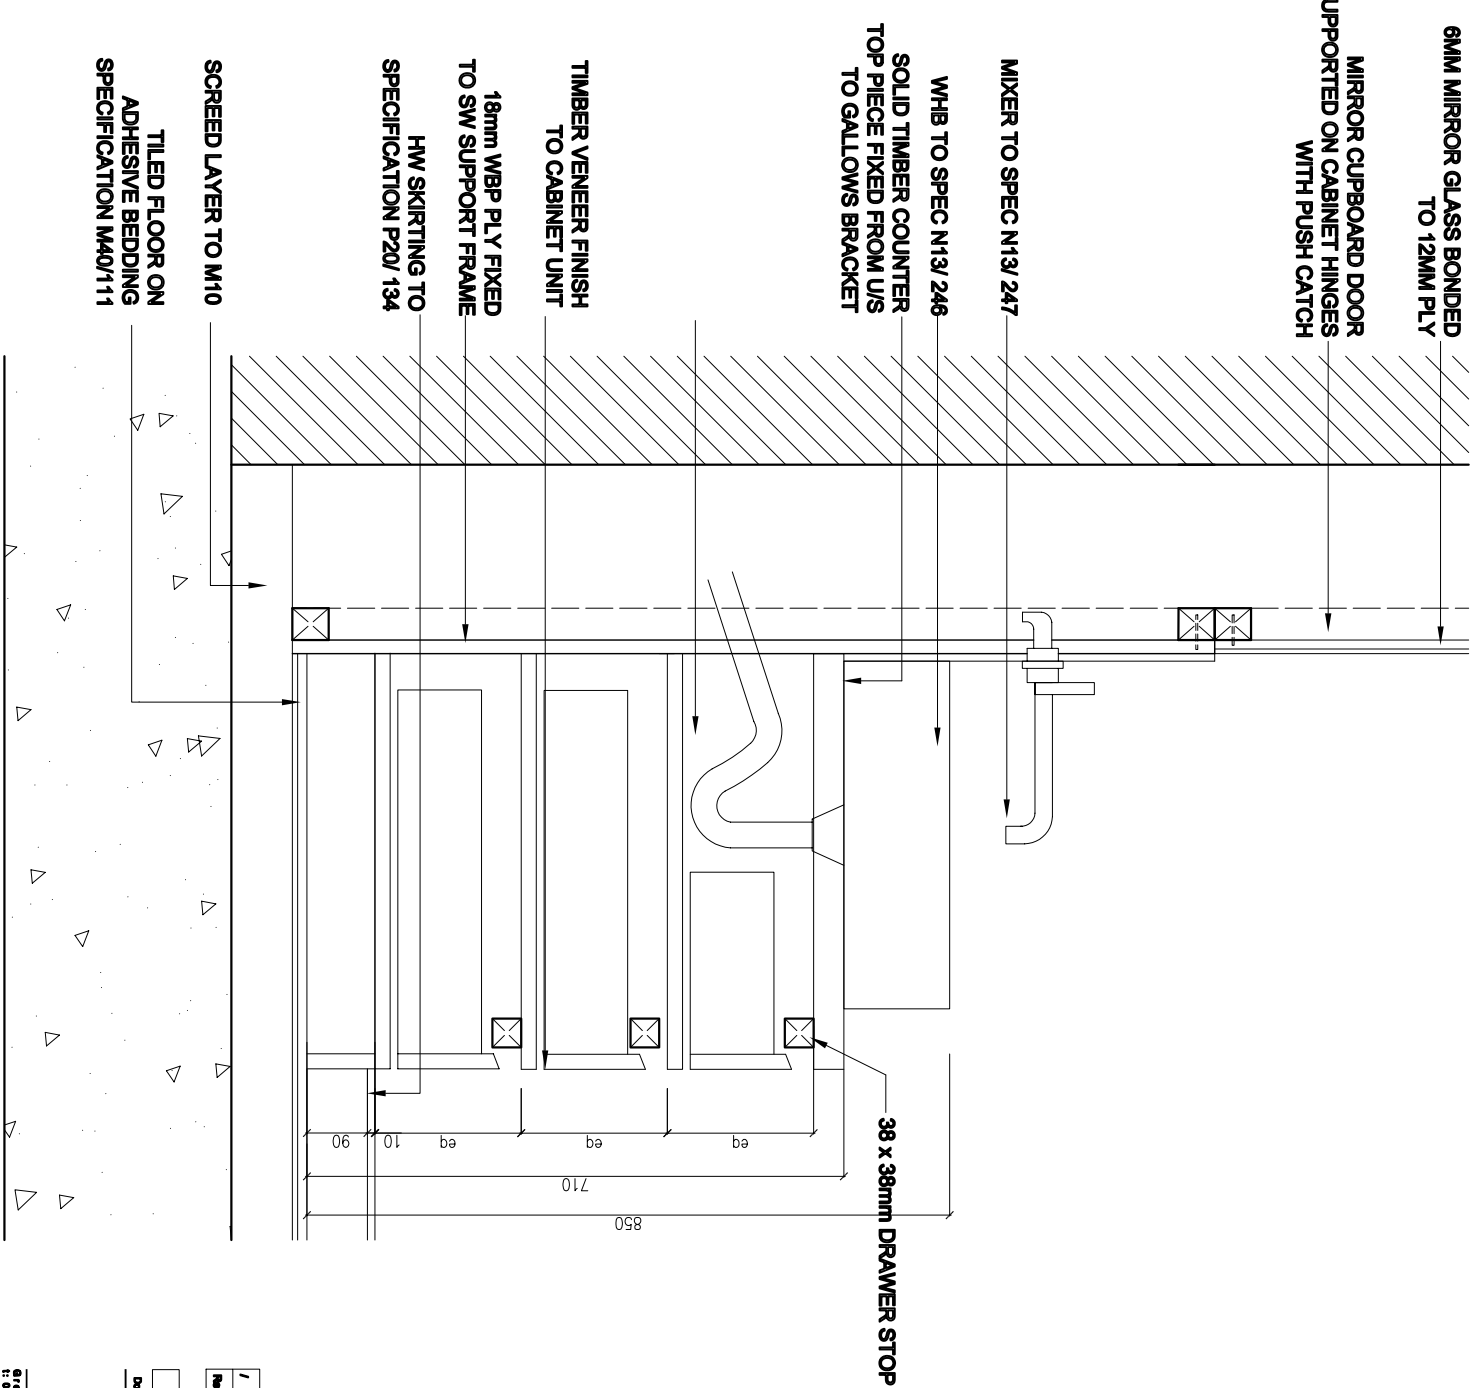 6MM MIRROR GLASS BONDED
TO 12MM PLY
MIRROR CUPBOARD DOOR
UPPORTED ON CABINET HINGES
WITH PUSH CATCH
MIXER TO SPEC N13/ 247
WHB TO SPEC N13/ 246
SOLID TIMBER COUNTER
TOP PIECE FIXED FROM U/S
TO GALLOWS BRACKET
TIMBER VENEER FINISH
TO CABINET UNIT
18mm WBP PLY FIXED
TO SW SUPPORT FRAME
HW SKIRTING TO
SPECIFICATION P20/ 134
SCREED LAYER TO M10
TILED FLOOR ON
ADHESIVE BEDDING
SPECIFICATION M40/111
38 x 38mm DRAWER STOP
90
10
eq
eq
eq
710
850